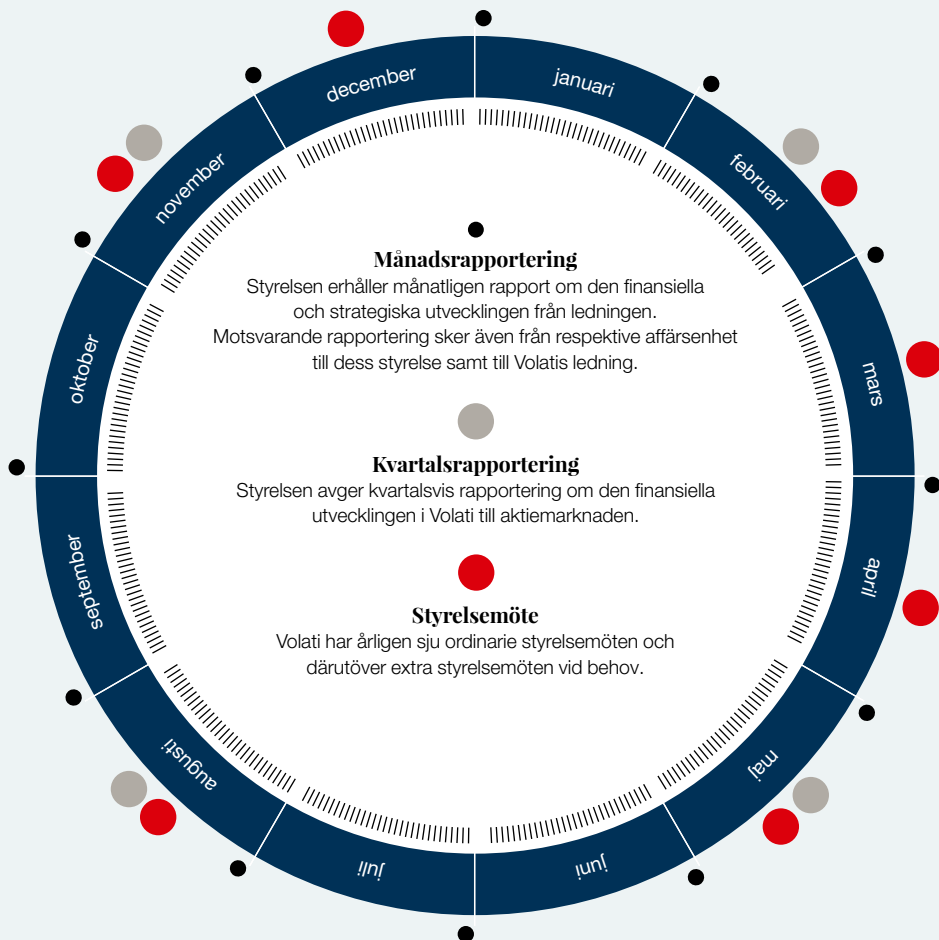 januari
februari
mars
april
maj
juni
juli
augusti
september
oktober
november
december
Månadsrapportering
Styrelsen erhåller månatligen rapport om den finansiella
och strategiska utvecklingen från ledningen.
Motsvarande rapportering sker även från respektive affärsenhet
till dess styrelse samt till Volatis ledning.
Kvartalsrapportering
Styrelsen avger kvartalsvis rapportering om den finansiella
utvecklingen i Volati till aktiemarknaden.
Styrelsemöte
Volati har årligen sju ordinarie styrelsemöten och
därutöver extra styrelsemöten vid behov.